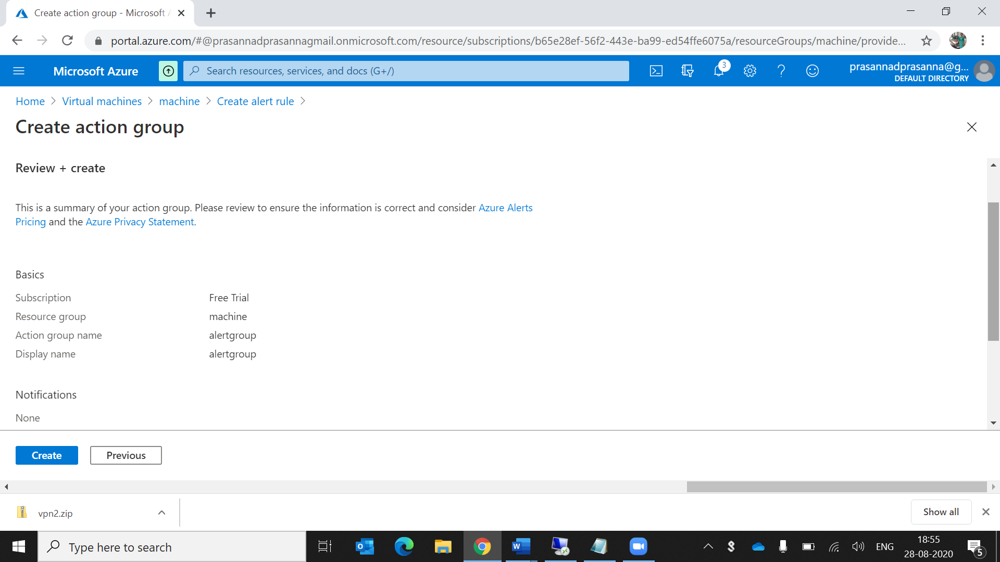 Create action group - Microsoft A
portal.azure.com/#@prasannadprasannagmail.onmicrosoft.com/resource/subscriptions/b65e28ef-56f2-443e-ba99-ed54ffe6075a/resourceGroups/machine/provide...
Microsoft Azure
Search resources, services, and docs (G+/)
3
prasannadprasanna@g...
DEFAULT DIRECTORY
Home > Virtual machines > machine > Create alert rule >
Create action group
Review + create
This is a summary of your action group. Please review to ensure the information is correct and consider Azure Alerts
Pricing and the Azure Privacy Statement.
Basics
Subscription Free Trial
Resource group machine
Action group name alertgroup
Display name alertgroup
Notifications
None
Create Previous
vpn2.zip
Show all
Type here to search
ENG
18:55
28-08-2020
5